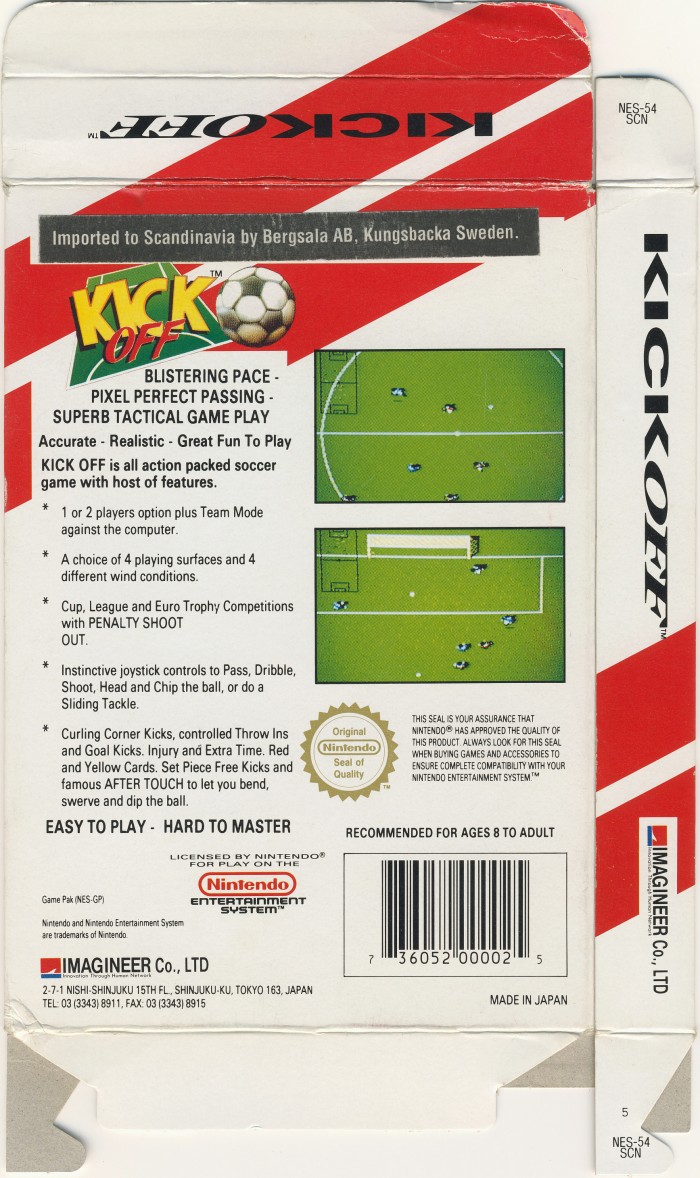 KICK OFF™
NES-54
SCN
Imported to Scandinavia by Bergsala AB, Kungsbacka Sweden.
KICK OFF™
BLISTERING PACE -
PIXEL PERFECT PASSING -
SUPERB TACTICAL GAME PLAY
Accurate - Realistic - Great Fun To Play
KICK OFF is all action packed soccer
game with host of features.
* 1 or 2 players option plus Team Mode
against the computer.
* A choice of 4 playing surfaces and 4
different wind conditions.
* Cup, League and Euro Trophy Competitions
with PENALTY SHOOT
OUT.
* Instinctive joystick controls to Pass, Dribble,
Shoot, Head and Chip the ball, or do a
Sliding Tackle.
* Curling Corner Kicks, controlled Throw Ins
and Goal Kicks. Injury and Extra Time. Red
and Yellow Cards. Set Piece Free Kicks and
famous AFTER TOUCH to let you bend,
swerve and dip the ball.
EASY TO PLAY - HARD TO MASTER
Original
Nintendo
Seal of
Quality
™
THIS SEAL IS YOUR ASSURANCE THAT
NINTENDO® HAS APPROVED THE QUALITY OF
THIS PRODUCT. ALWAYS LOOK FOR THIS SEAL
WHEN BUYING GAMES AND ACCESSORIES TO
ENSURE COMPLETE COMPATIBILITY WITH YOUR
NINTENDO ENTERTAINMENT SYSTEM.™
RECOMMENDED FOR AGES 8 TO ADULT
LICENSED BY NINTENDO®
FOR PLAY ON THE
Nintendo
ENTERTAINMENT
SYSTEM™
Game Pak (NES-GP)
Nintendo and Nintendo Entertainment System
are trademarks of Nintendo.
IMAGINEER Co., LTD
Innovation Through Human Network
2-7-1 NISHI-SHINJUKU 15TH FL., SHINJUKU-KU, TOKYO 163, JAPAN
TEL: 03 (3343) 8911, FAX: 03 (3343) 8915
7 36052 00002 5
MADE IN JAPAN
KICK OFF™
IMAGINEER Co., LTD
Innovation Through Human Network
5
NES-54
SCN